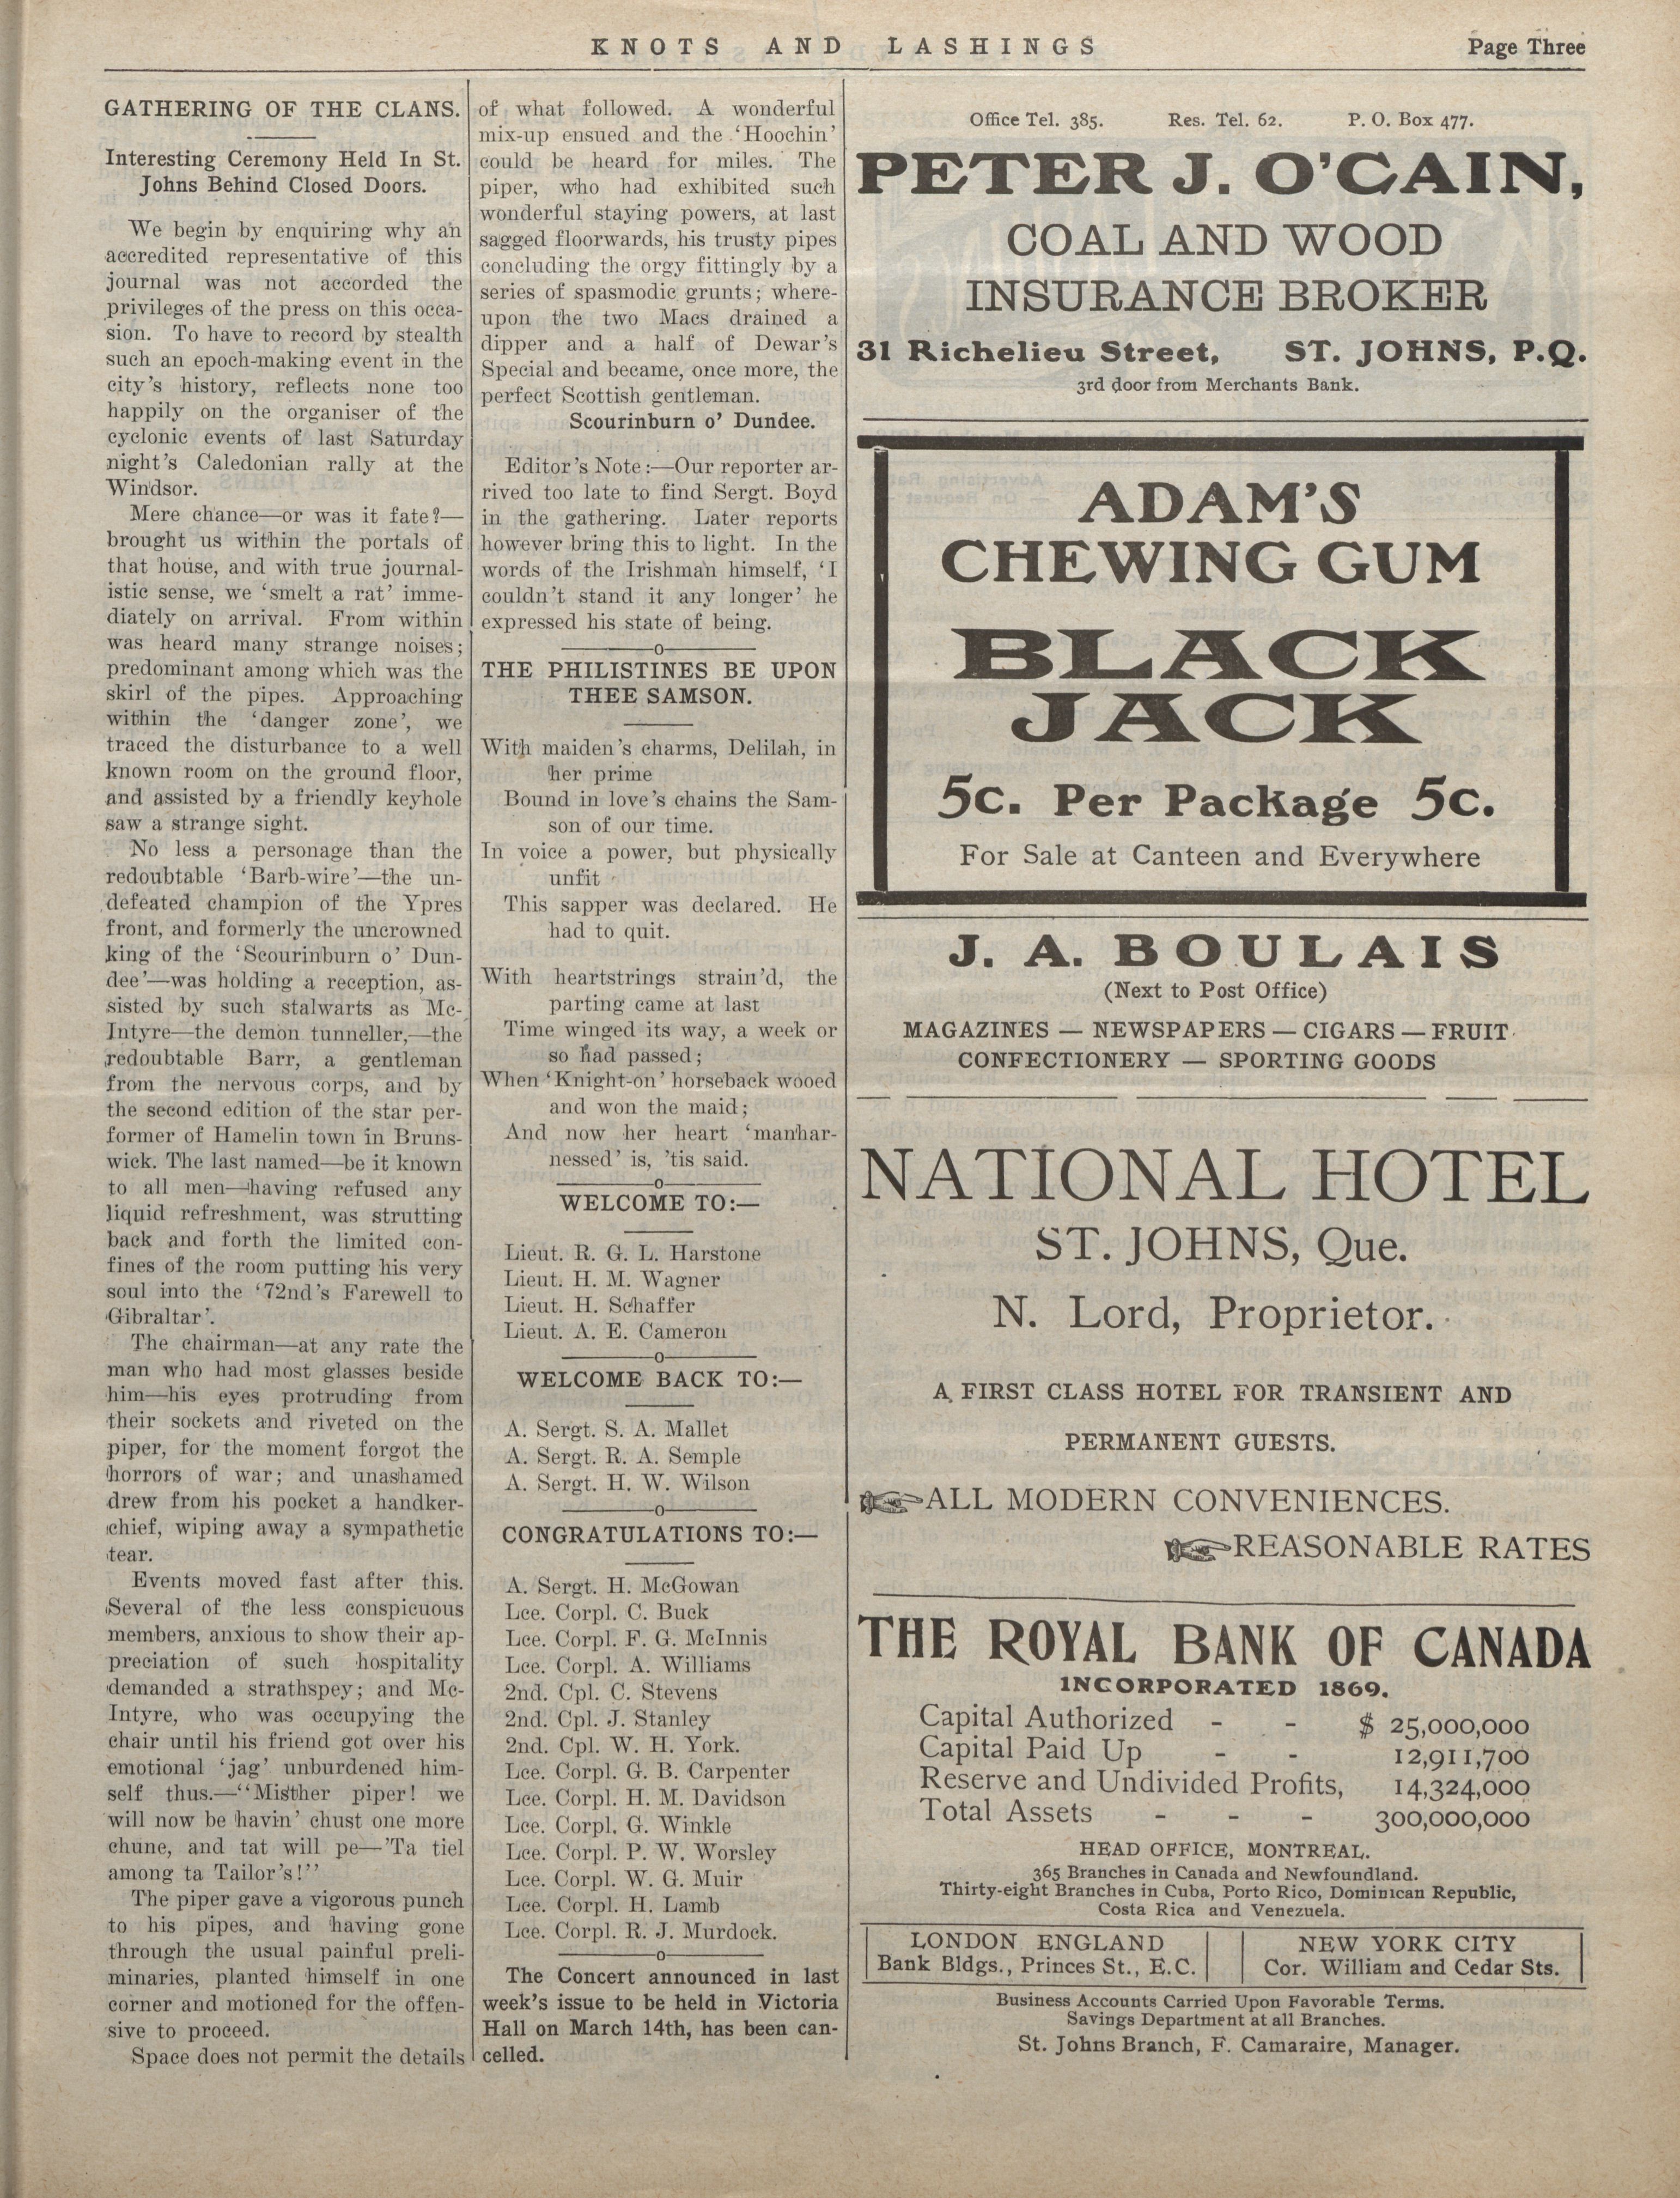 KNOTS AND LASHINGS
Page Three
GATHERING OF THE CLANS.
Interesting Ceremony Held In St.
Johns Behind Closed Doors.
We begin by enquiring why an
accredited representative of this
journal was not accorded the
privileges of the press on this occa-
sion. To have to record by stealth
such an epoch-making event in the
city's history, reflects none too
happily on the organiser of the
cyclonic events of last Saturday
night's Caledonian rally at the
Windsor.
Mere chance—or was it fate?—
brought us within the portals of
that house, and with true journal-
istic sense, we 'smelt a rat' imme-
diately on arrival. From within
was heard many strange noises;
predominant among which was the
skirl of the pipes. Approaching
within the 'danger zone', we
traced the disturbance to a well
known room on the ground floor,
and assisted by a friendly keyhole
saw a strange sight.
No less a personage than the
redoubtable 'Barb-wire'—the un-
defeated champion of the Ypres
front, and formerly the uncrowned
king of the 'Scourinburn o' Dun-
dee'—was holding a reception, as-
sisted by such stalwarts as Mc-
Intyre—the demon tunneller,—the
redoubtable Barr, a gentleman
from the nervous corps, and by
the second edition of the star per-
former of Hamelin town in Bruns-
wick. The last named—be it known
to all men—having refused any
liquid refreshment, was strutting
back and forth the limited con-
fines of the room putting his very
soul into the '72nd's Farewell to
Gibraltar'.
The chairman—at any rate the
man who had most glasses beside
him—his eyes protruding from
their sockets and riveted on the
piper, for the moment forgot the
horrors of war; and unashamed
drew from his pocket a handker-
chief, wiping away a sympathetic
tear.
Events moved fast after this.
Several of the less conspicuous
members, anxious to show their ap-
preciation of such hospitality
demanded a strathspey; and Mc-
Intyre, who was occupying the
chair until his friend got over his
emotional 'jag' unburdened him-
self thus.—"Misther piper! we
will now be havin' chust one more
chune, and tat will pe—'Ta tiel
among ta Tailor's!"
The piper gave a vigorous punch
to his pipes, and having gone
through the usual painful preli-
minaries, planted himself in one
corner and motioned for the offen-
sive to proceed.
Space does not permit the details
of what followed. A wonderful
mix-up ensued and the 'Hoochin'
could be heard for miles. The
piper, who had exhibited such
wonderful staying powers, at last
sagged floorwards, his trusty pipes
concluding the orgy fittingly by a
series of spasmodic grunts; where-
upon the two Macs drained a
dipper and a half of Dewar's
Special and became, once more, the
perfect Scottish gentleman.
Scourinburn o' Dundee.
Editor's Note:—Our reporter ar-
rived too late to find Sergt. Boyd
in the gathering. Later reports
however bring this to light. In the
words of the Irishman himself, 'I
couldn't stand it any longer' he
expressed his state of being.
THE PHILISTINES BE UPON
THEE SAMSON.
With maiden's charms, Delilah, in
her prime
Bound in love's chains the Sam-
son of our time.
In voice a power, but physically
unfit
This sapper was declared. He
had to quit.
With heartstrings strain'd, the
parting came at last
Time winged its way, a week or
so had passed;
When 'Knight-on' horseback wooed
and won the maid;
And now her heart 'manhar-
nessed' is, 'tis said.
WELCOME TO:—
Lieut. R. G. L. Harstone
Lieut. H. M. Wagner
Lieut. H. Schaffer
Lieut. A. E. Cameron
WELCOME BACK TO:—
A. Sergt. S. A. Mallet
A. Sergt. R. A. Semple
A. Sergt. H. W. Wilson
CONGRATULATIONS TO:—
A. Sergt. H. McGowan
Lce. Corpl. C. Buck
Lce. Corpl. F. G. McInnis
Lce. Corpl. A. Williams
2nd. Cpl. C. Stevens
2nd. Cpl. J. Stanley
2nd. Cpl. W. H. York.
Lce. Corpl. G. B. Carpenter
Lce. Corpl. H. M. Davidson
Lce. Corpl. G. Winkle
Lce. Corpl. P. W. Worsley
Lce. Corpl. W. G. Muir
Lce. Corpl. H. Lamb
Lce. Corpl. R. J. Murdock.
The Concert announced in last
week's issue to be held in Victoria
Hall on March 14th, has been can-
celled.
Office Tel. 385. Res. Tel. 62. P. O. Box 477.
PETER J. O'CAIN,
COAL AND WOOD
INSURANCE BROKER
31 Richelieu Street, ST. JOHNS, P.Q.
3rd door from Merchants Bank.
ADAM'S
CHEWING GUM
BLACK
JACK
5c. Per Package 5c.
For Sale at Canteen and Everywhere
J. A. BOULAIS
(Next to Post Office)
MAGAZINES — NEWSPAPERS — CIGARS — FRUIT
CONFECTIONERY — SPORTING GOODS
NATIONAL HOTEL
ST. JOHNS, Que.
N. Lord, Proprietor.
A FIRST CLASS HOTEL FOR TRANSIENT AND
PERMANENT GUESTS.
ALL MODERN CONVENIENCES.
REASONABLE RATES
THE ROYAL BANK OF CANADA
INCORPORATED 1869.
Capital Authorized - - $ 25,000,000
Capital Paid Up - - 12,911,700
Reserve and Undivided Profits, 14,324,000
Total Assets - - - 300,000,000
HEAD OFFICE, MONTREAL.
365 Branches in Canada and Newfoundland.
Thirty-eight Branches in Cuba, Porto Rico, Dominican Republic,
Costa Rica and Venezuela.
LONDON ENGLAND
Bank Bldgs., Princes St., E.C.
NEW YORK CITY
Cor. William and Cedar Sts.
Business Accounts Carried Upon Favorable Terms.
Savings Department at all Branches.
St. Johns Branch, F. Camaraire, Manager.